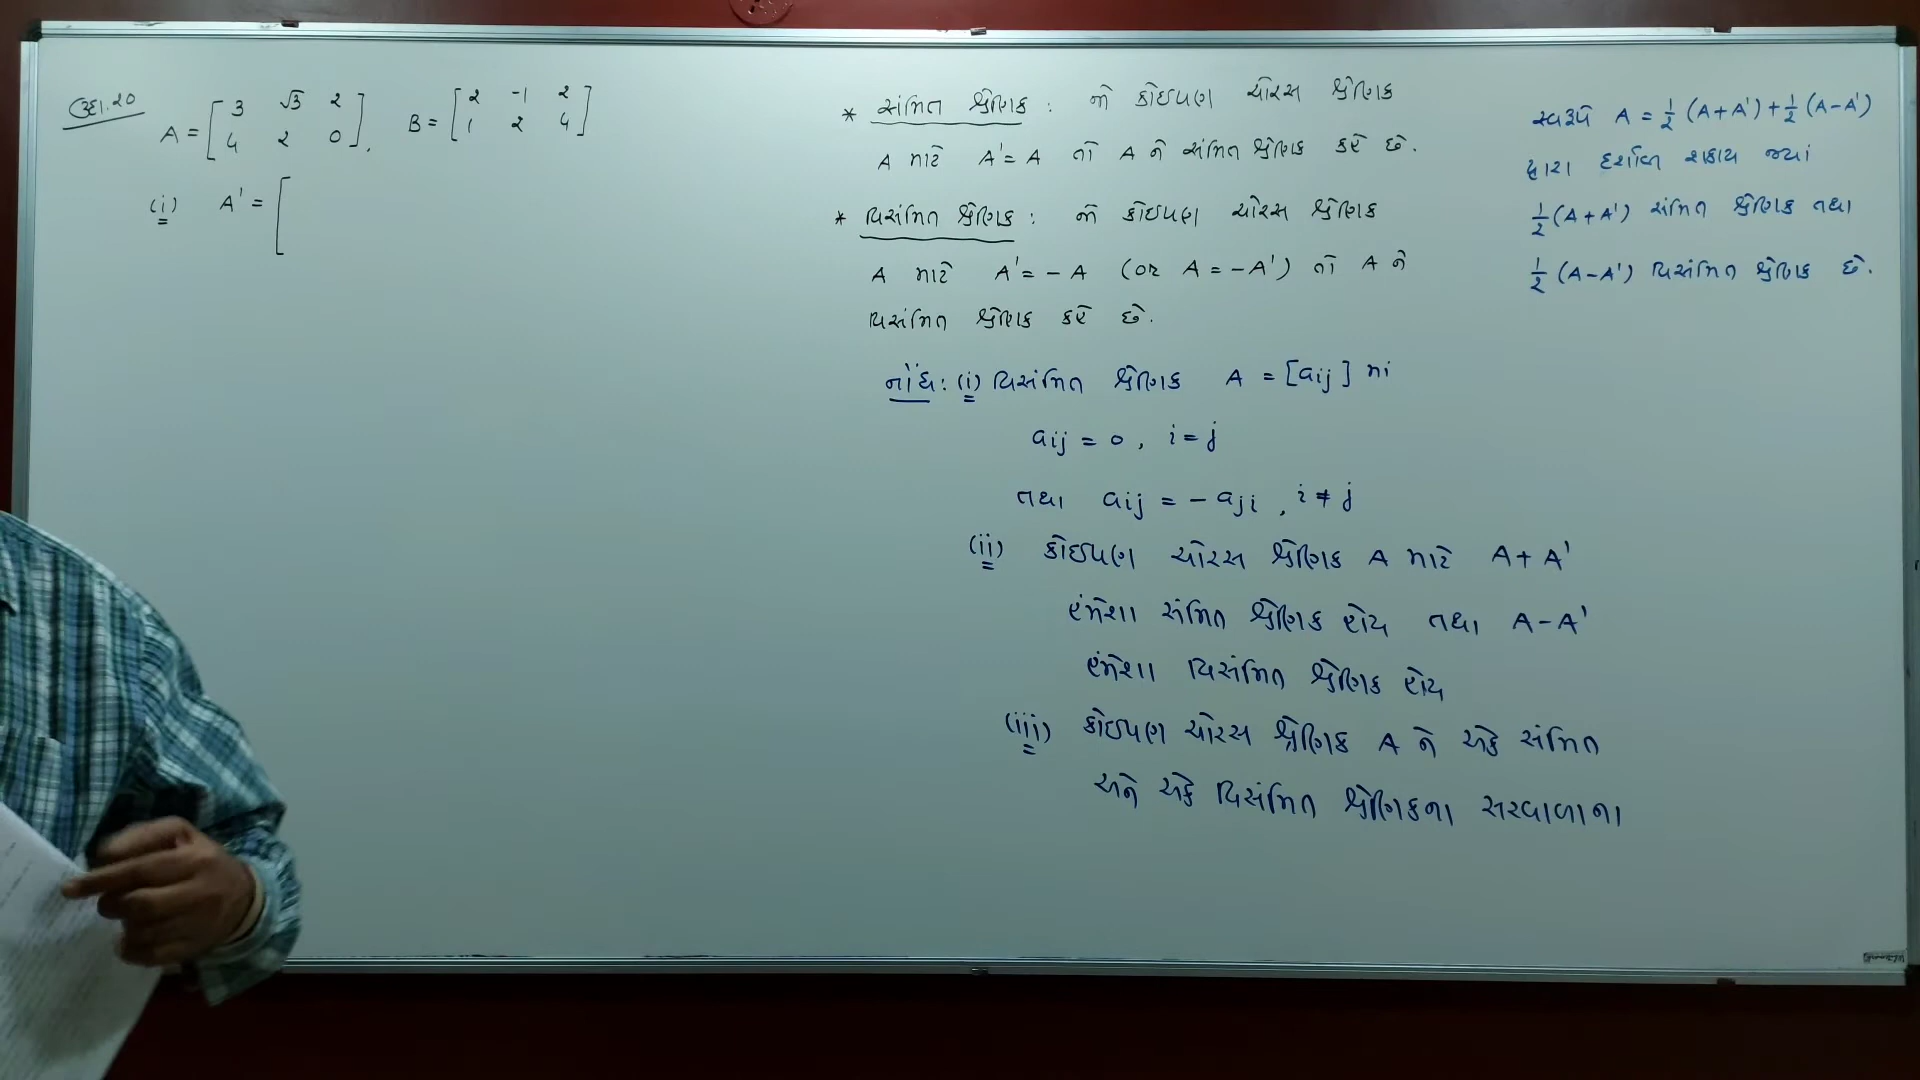 ઉદા.20 A = [ 3 √3 2
4 2 0 ], B = [ 2 -1 2
1 2 4 ]
(i) A' = [
* સંમિત શ્રેણિક : જો કોઈપણ ચોરસ શ્રેણિક
A માટે A' = A તો A ને સંમિત શ્રેણિક કહે છે.
* વિસંમિત શ્રેણિક : જો કોઈપણ ચોરસ શ્રેણિક
A માટે A' = - A (or A = - A') તો A ને
વિસંમિત શ્રેણિક કહે છે.
નોંધ : (i) વિસંમિત શ્રેણિક A = [aij] માં
aij = 0, i = j
તથા aij = - aji , i ≠ j
(ii) કોઈપણ ચોરસ શ્રેણિક A માટે A + A'
હંમેશા સંમિત શ્રેણિક હોય તથા A - A'
હંમેશા વિસંમિત શ્રેણિક હોય
(iii) કોઈપણ ચોરસ શ્રેણિક A ને એક સંમિત
અને એક વિસંમિત શ્રેણિકના સરવાળાના
સ્વરૂપે A = 1/2 (A+A') + 1/2 (A-A')
દ્વારા દર્શાવી શકાય જ્યાં
1/2 (A+A') સંમિત શ્રેણિક તથા
1/2 (A-A') વિસંમિત શ્રેણિક છે.